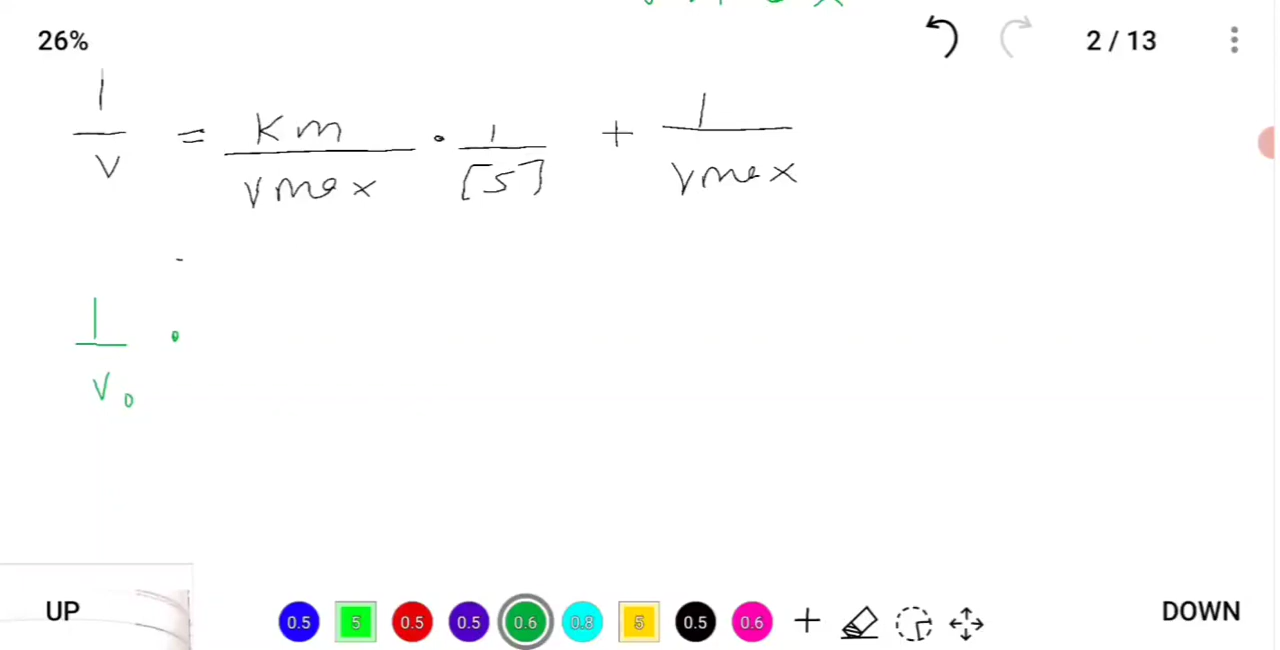 26% 2 / 13
1/v = Km/vmax · 1/[S] + 1/vmax
1/v0
UP 0.5 5 0.5 0.5 0.6 0.8 5 0.5 0.6 DOWN